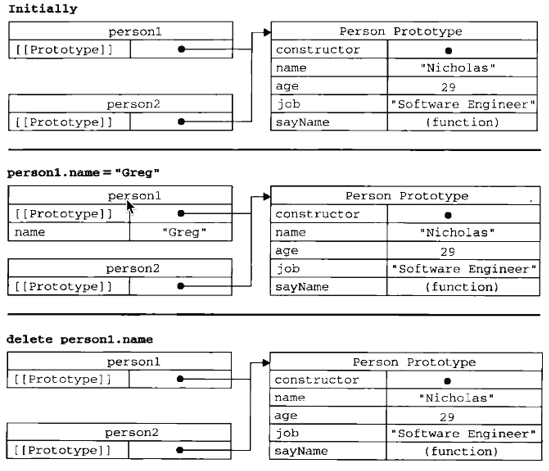 Initially
person1
[[Prototype]]
person2
[[Prototype]]
Person Prototype
constructor
name "Nicholas"
age 29
job "Software Engineer"
sayName (function)
person1.name = "Greg"
person1
[[Prototype]]
name "Greg"
person2
[[Prototype]]
Person Prototype
constructor
name "Nicholas"
age 29
job "Software Engineer"
sayName (function)
delete person1.name
person1
[[Prototype]]
person2
[[Prototype]]
Person Prototype
constructor
name "Nicholas"
age 29
job "Software Engineer"
sayName (function)